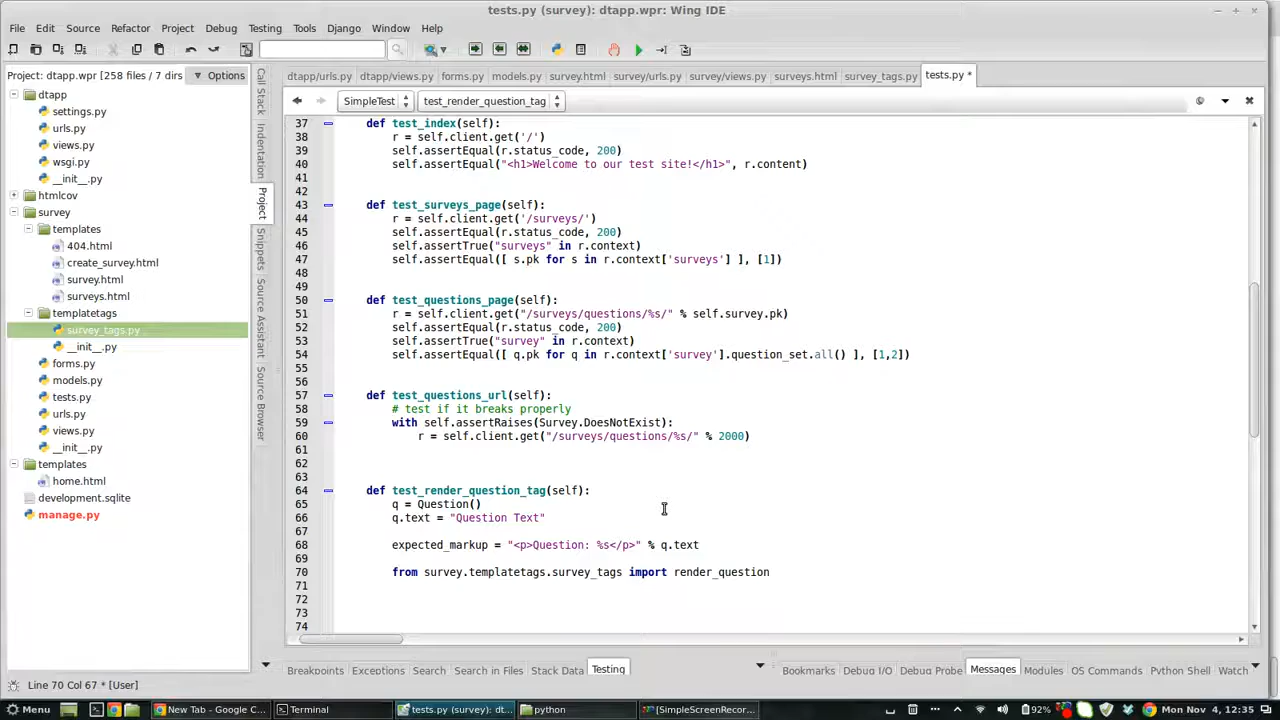 tests.py (survey): dtapp.wpr: Wing IDE
File Edit Source Refactor Project Debug Testing Tools Django Window Help
Project: dtapp.wpr [258 files / 7 dirs Options
dtapp
settings.py
urls.py
views.py
wsgi.py
__init__.py
htmlcov
survey
templates
404.html
create_survey.html
survey.html
surveys.html
templatetags
survey_tags.py
__init__.py
forms.py
models.py
tests.py
urls.py
views.py
__init__.py
templates
home.html
development.sqlite
manage.py
Call Stack
Indentation
Project
Snippets
Source Assistant
Source Browser
dtapp/urls.py dtapp/views.py forms.py models.py survey.html survey/urls.py survey/views.py surveys.html survey_tags.py tests.py *
SimpleTest test_render_question_tag
37 def test_index(self):
38 r = self.client.get('/')
39 self.assertEqual(r.status_code, 200)
40 self.assertEqual("<h1>Welcome to our test site!</h1>", r.content)
41
42
43 def test_surveys_page(self):
44 r = self.client.get('/surveys/')
45 self.assertEqual(r.status_code, 200)
46 self.assertTrue("surveys" in r.context)
47 self.assertEqual([ s.pk for s in r.context['surveys'] ], [1])
48
49
50 def test_questions_page(self):
51 r = self.client.get("/surveys/questions/%s/" % self.survey.pk)
52 self.assertEqual(r.status_code, 200)
53 self.assertTrue("survey" in r.context)
54 self.assertEqual([ q.pk for q in r.context['survey'].question_set.all() ], [1,2])
55
56
57 def test_questions_url(self):
58 # test if it breaks properly
59 with self.assertRaises(Survey.DoesNotExist):
60 r = self.client.get("/surveys/questions/%s/" % 2000)
61
62
63
64 def test_render_question_tag(self):
65 q = Question()
66 q.text = "Question Text"
67
68 expected_markup = "<p>Question: %s</p>" % q.text
69
70 from survey.templatetags.survey_tags import render_question
71
72
73
74
Breakpoints Exceptions Search Search in Files Stack Data Testing
Bookmarks Debug I/O Debug Probe Messages Modules OS Commands Python Shell Watch
Line 70 Col 67 * [User]
Menu New Tab - Google C... Terminal tests.py (survey): dt... python [SimpleScreenRecor... 92% Mon Nov 4, 12:35